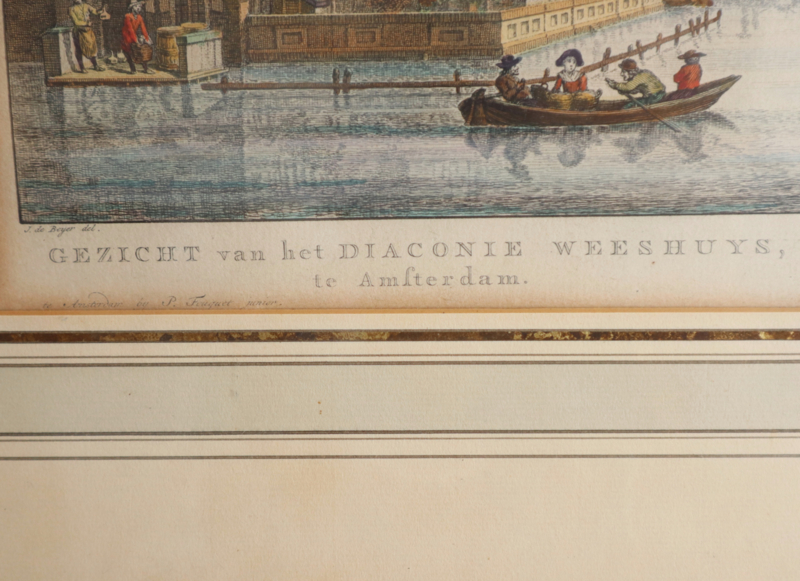 J. de Beyer del.
GEZICHT van het DIACONIE WEESHUYS,
te Amſterdam.
te Amsterdam by P. Fouquet junior.